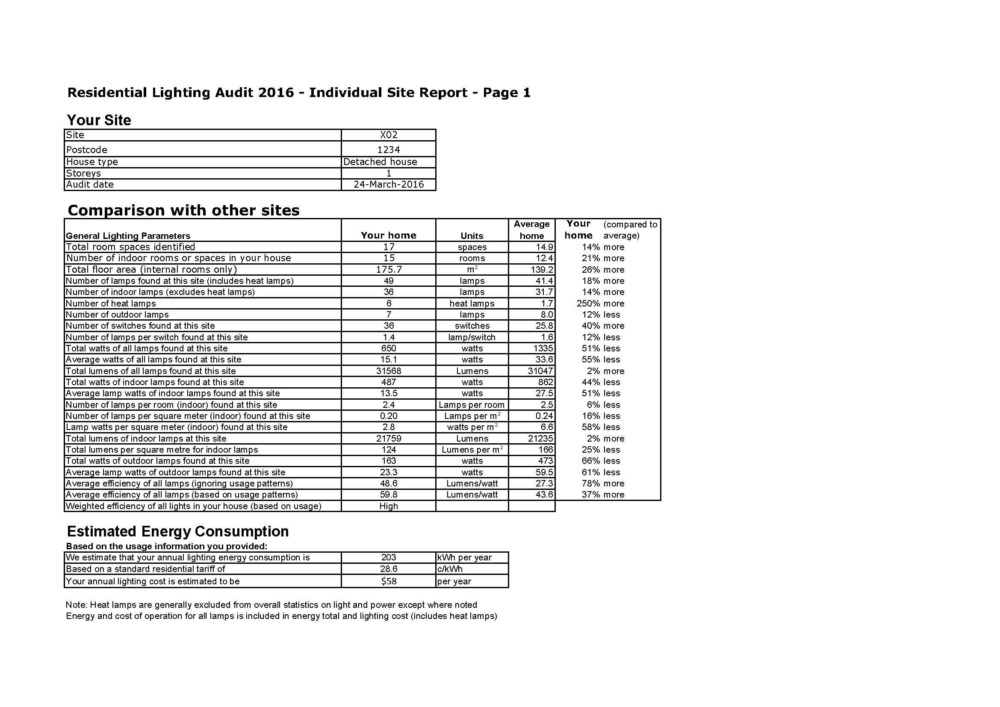 Residential Lighting Audit 2016 - Individual Site Report - Page 1
Your Site
Site X02
Postcode 1234
House type Detached house
Storeys 1
Audit date 24-March-2016
Comparison with other sites
General Lighting Parameters Your home Units Average home Your home (compared to average)
Total room spaces identified 17 spaces 14.9 14% more
Number of indoor rooms or spaces in your house 15 rooms 12.4 21% more
Total floor area (internal rooms only) 175.7 m² 139.2 26% more
Number of lamps found at this site (includes heat lamps) 49 lamps 41.4 18% more
Number of indoor lamps (excludes heat lamps) 36 lamps 31.7 14% more
Number of heat lamps 6 heat lamps 1.7 250% more
Number of outdoor lamps 7 lamps 8.0 12% less
Number of switches found at this site 36 switches 25.8 40% more
Number of lamps per switch found at this site 1.4 lamp/switch 1.6 12% less
Total watts of all lamps found at this site 650 watts 1335 51% less
Average watts of all lamps found at this site 15.1 watts 33.6 55% less
Total lumens of all lamps found at this site 31568 Lumens 31047 2% more
Total watts of indoor lamps found at this site 487 watts 862 44% less
Average lamp watts of indoor lamps found at this site 13.5 watts 27.5 51% less
Number of lamps per room (indoor) found at this site 2.4 Lamps per room 2.5 6% less
Number of lamps per square meter (indoor) found at this site 0.20 Lamps per m² 0.24 16% less
Lamp watts per square meter (indoor) found at this site 2.8 watts per m² 6.6 58% less
Total lumens of indoor lamps at this site 21759 Lumens 21235 2% more
Total lumens per square metre for indoor lamps 124 Lumens per m² 166 25% less
Total watts of outdoor lamps found at this site 163 watts 473 66% less
Average lamp watts of outdoor lamps found at this site 23.3 watts 59.5 61% less
Average efficiency of all lamps (ignoring usage patterns) 48.6 Lumens/watt 27.3 78% more
Average efficiency of all lamps (based on usage patterns) 59.8 Lumens/watt 43.6 37% more
Weighted efficiency of all lights in your house (based on usage) High
Estimated Energy Consumption
Based on the usage information you provided:
We estimate that your annual lighting energy consumption is 203 kWh per year
Based on a standard residential tariff of 28.6 c/kWh
Your annual lighting cost is estimated to be $58 per year
Note: Heat lamps are generally excluded from overall statistics on light and power except where noted
Energy and cost of operation for all lamps is included in energy total and lighting cost (includes heat lamps)